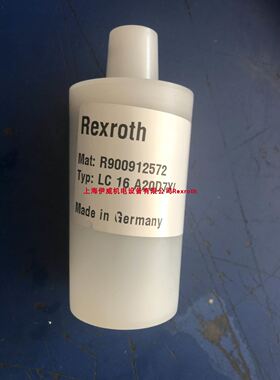 Rexroth
Mat: R900912572
Typ: LC 16 A20D7X/
上海伊威机电设备有限公司Rexroth
Made in Germany